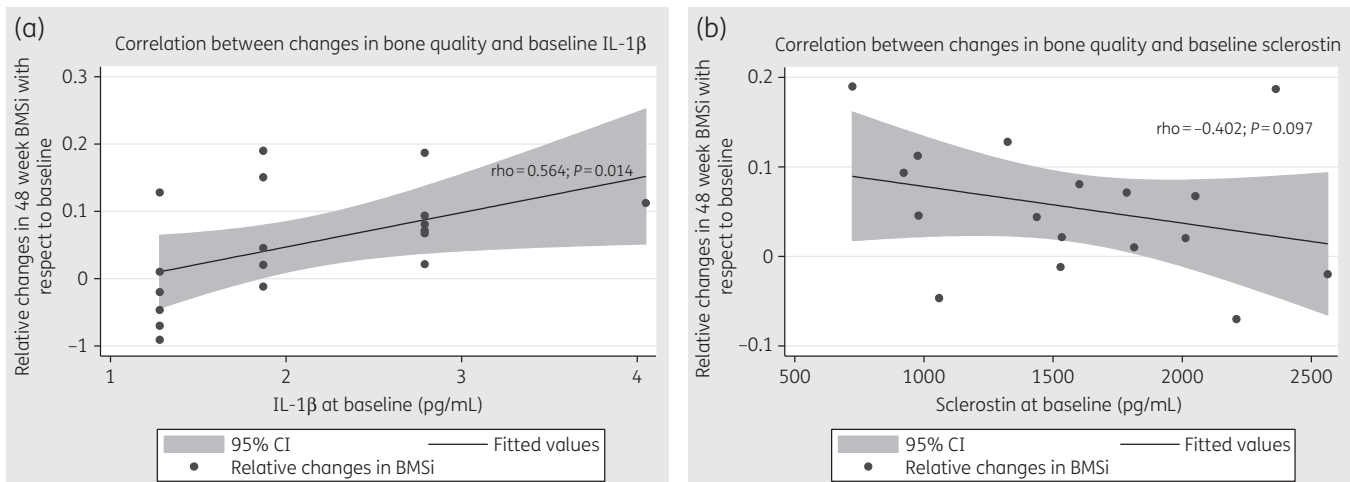 (a)
Correlation between changes in bone quality and baseline IL-1β
Relative changes in 48 week BMSi with
respect to baseline
0.3
0.2
0.1
0
−1
rho = 0.564; P = 0.014
1
2
3
4
IL-1β at baseline (pg/mL)
95% CI
Fitted values
Relative changes in BMSi
(b)
Correlation between changes in bone quality and baseline sclerostin
Relative changes in 48 week BMSi with
respect to baseline
0.2
0.1
0
−0.1
rho = −0.402; P = 0.097
500
1000
1500
2000
2500
Sclerostin at baseline (pg/mL)
95% CI
Fitted values
Relative changes in BMSi